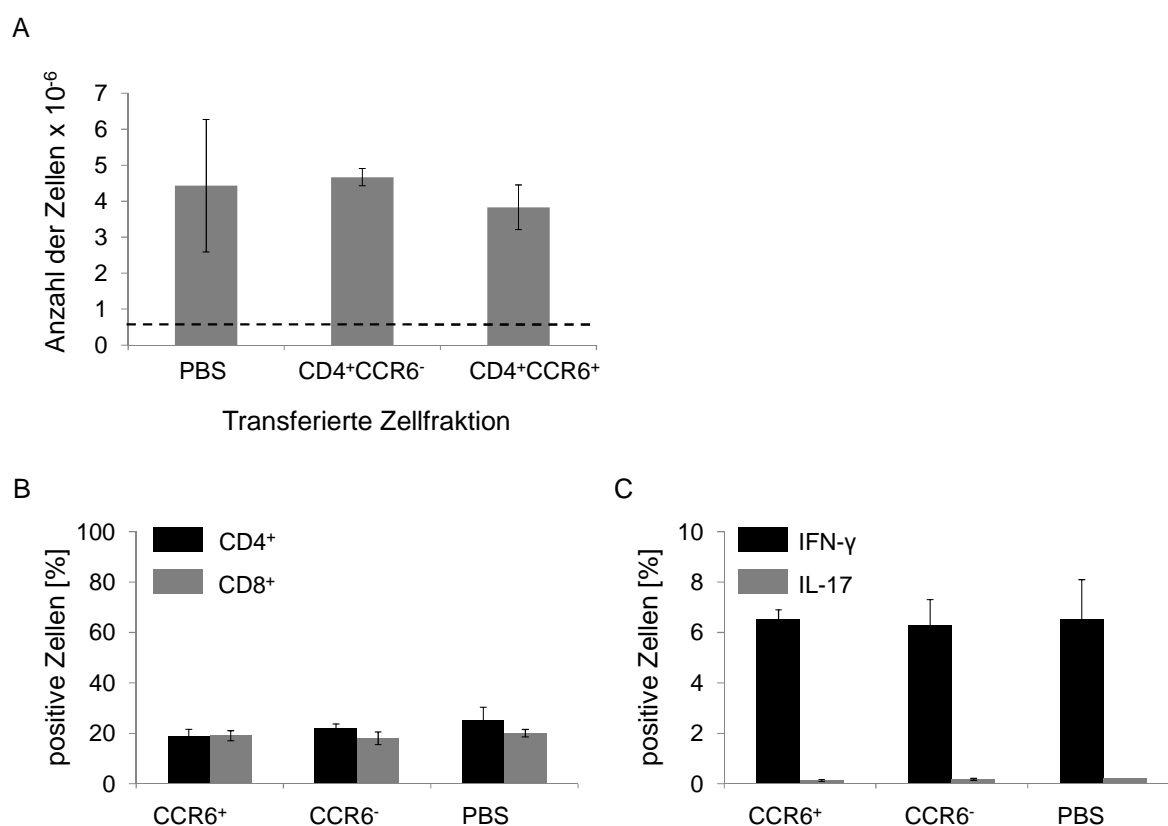 A
Anzahl der Zellen x 10⁻⁶
7
6
5
4
3
2
1
0
PBS CD4⁺CCR6⁻ CD4⁺CCR6⁺
Transferierte Zellfraktion
B
positive Zellen [%]
100
80
60
40
20
0
CD4⁺
CD8⁺
CCR6⁺ CCR6⁻ PBS
C
positive Zellen [%]
10
8
6
4
2
0
IFN-γ
IL-17
CCR6⁺ CCR6⁻ PBS